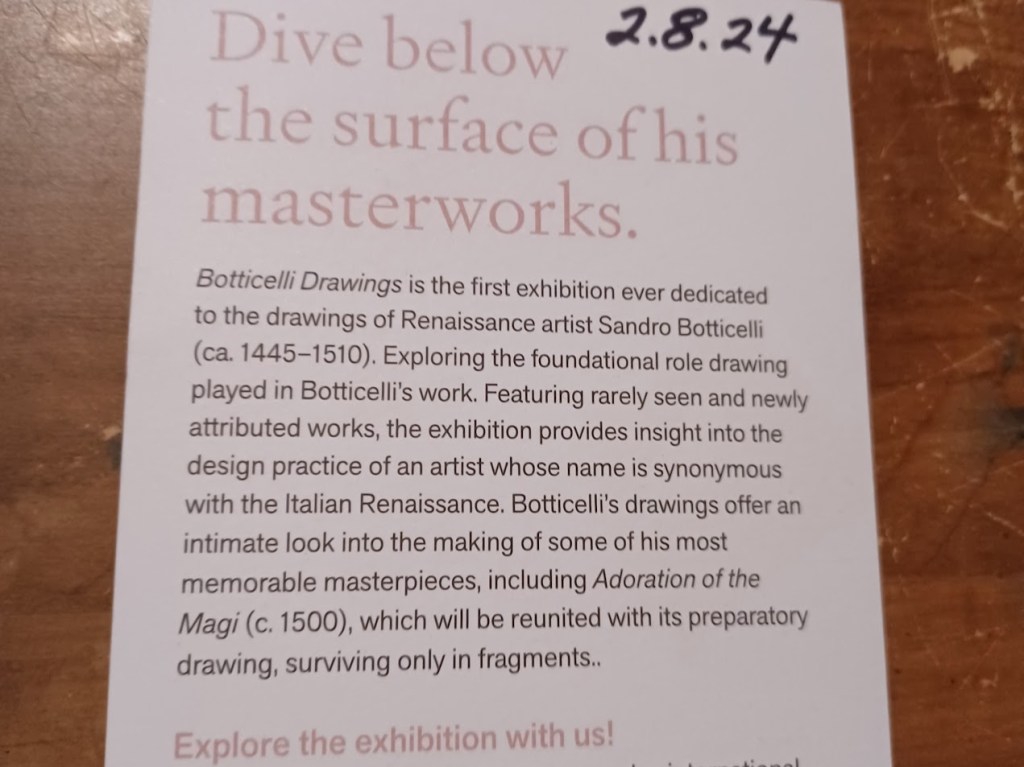 Dive below 2.8.24
the surface of his
masterworks.
Botticelli Drawings is the first exhibition ever dedicated
to the drawings of Renaissance artist Sandro Botticelli
(ca. 1445–1510). Exploring the foundational role drawing
played in Botticelli's work. Featuring rarely seen and newly
attributed works, the exhibition provides insight into the
design practice of an artist whose name is synonymous
with the Italian Renaissance. Botticelli's drawings offer an
intimate look into the making of some of his most
memorable masterpieces, including Adoration of the
Magi (c. 1500), which will be reunited with its preparatory
drawing, surviving only in fragments..
Explore the exhibition with us!